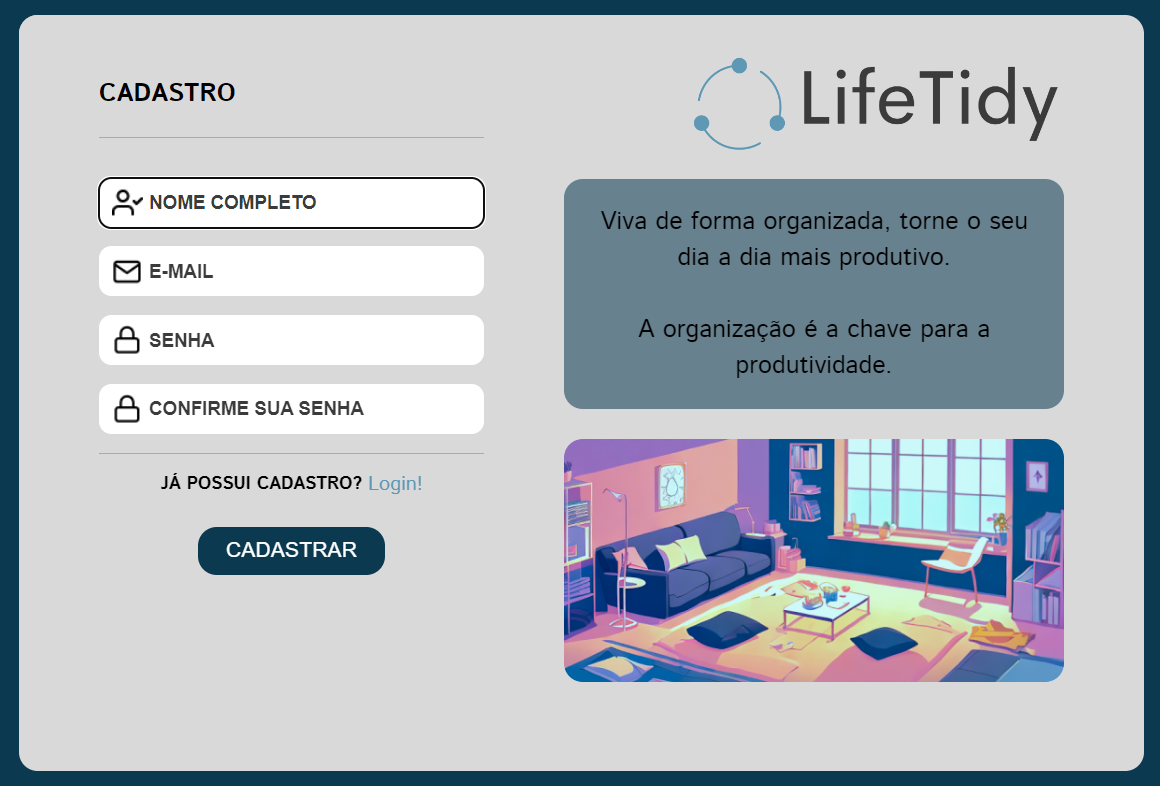 CADASTRO
NOME COMPLETO
E-MAIL
SENHA
CONFIRME SUA SENHA
JÁ POSSUI CADASTRO? Login!
CADASTRAR
LifeTidy
Viva de forma organizada, torne o seu
dia a dia mais produtivo.
A organização é a chave para a
produtividade.